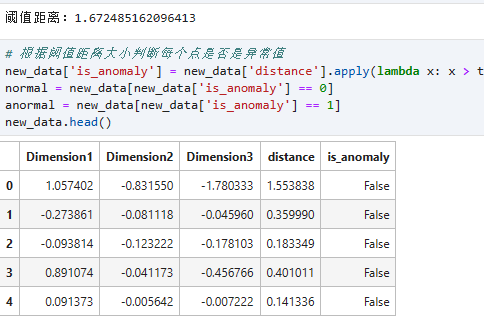 阈值距离：1.672485162096413
# 根据阈值距离大小判断每个点是否是异常值
new_data['is_anomaly'] = new_data['distance'].apply(lambda x: x > t
normal = new_data[new_data['is_anomaly'] == 0]
anormal = new_data[new_data['is_anomaly'] == 1]
new_data.head()
Dimension1 Dimension2 Dimension3 distance is_anomaly
0 1.057402 -0.831550 -1.780333 1.553838 False
1 -0.273861 -0.081118 -0.045960 0.359990 False
2 -0.093814 -0.123222 -0.178103 0.183349 False
3 0.891074 -0.041173 -0.456766 0.401011 False
4 0.091373 -0.005642 -0.007222 0.141336 False